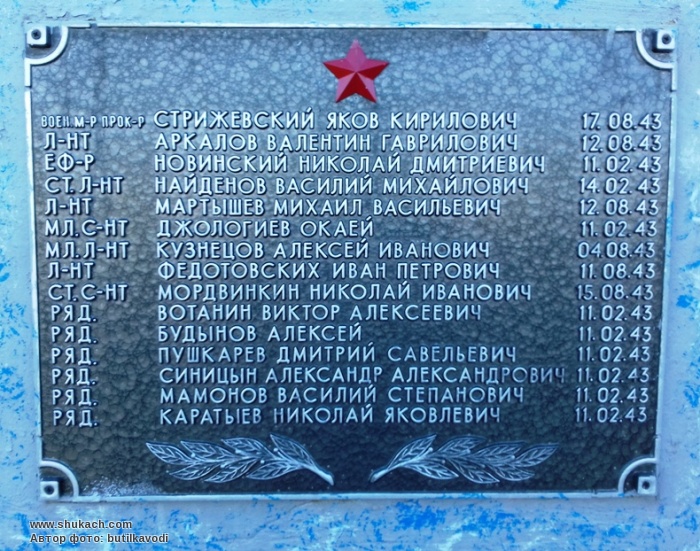 ВОЕН.М-Р ПРОК-Р СТРИЖЕВСКИЙ ЯКОВ КИРИЛОВИЧ 17.08.43
Л-НТ АРКАЛОВ ВАЛЕНТИН ГАВРИЛОВИЧ 12.08.43
ЕФ-Р НОВИНСКИЙ НИКОЛАЙ ДМИТРИЕВИЧ 11.02.43
СТ.Л-НТ НАЙДЕНОВ ВАСИЛИЙ МИХАЙЛОВИЧ 14.02.43
Л-НТ МАРТЫШЕВ МИХАИЛ ВАСИЛЬЕВИЧ 12.08.43
МЛ.С-НТ ДЖОЛОГИЕВ ОКАЕЙ 11.02.43
МЛ.Л-НТ КУЗНЕЦОВ АЛЕКСЕЙ ИВАНОВИЧ 04.08.43
Л-НТ ФЕДОТОВСКИХ ИВАН ПЕТРОВИЧ 11.08.43
СТ.С-НТ МОРДВИНКИН НИКОЛАЙ ИВАНОВИЧ 15.08.43
РЯД. ВОТАНИН ВИКТОР АЛЕКСЕЕВИЧ 11.02.43
РЯД. БУДЫНОВ АЛЕКСЕЙ 11.02.43
РЯД. ПУШКАРЕВ ДМИТРИЙ САВЕЛЬЕВИЧ 11.02.43
РЯД. СИНИЦЫН АЛЕКСАНДР АЛЕКСАНДРОВИЧ 11.02.43
РЯД. МАМОНОВ ВАСИЛИЙ СТЕПАНОВИЧ 11.02.43
РЯД. КАРАТЫЕВ НИКОЛАЙ ЯКОВЛЕВИЧ 11.02.43
www.shukach.com
Автор фото: butilkavodi